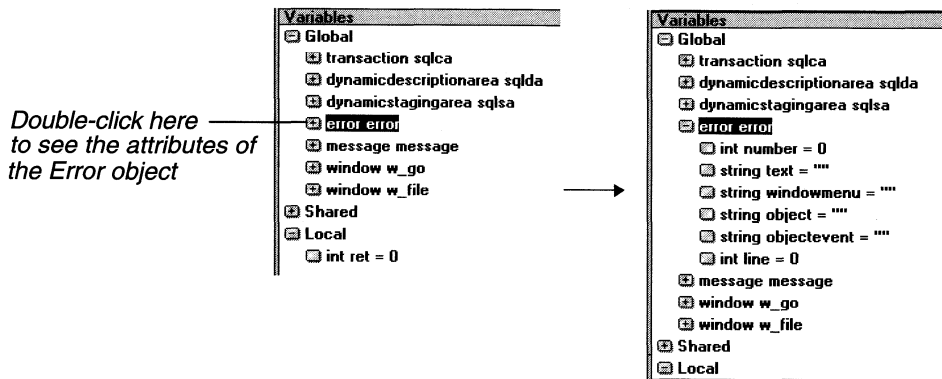 Double-click here
to see the attributes of
the Error object
Variables
Global
transaction sqlca
dynamicdescriptionarea sqlda
dynamicstagingarea sqlsa
error error
message message
window w_go
window w_file
Shared
Local
int ret = 0
Variables
Global
transaction sqlca
dynamicdescriptionarea sqlda
dynamicstagingarea sqlsa
error error
int number = 0
string text = ""
string windowmenu = ""
string object = ""
string objectevent = ""
int line = 0
message message
window w_go
window w_file
Shared
Local